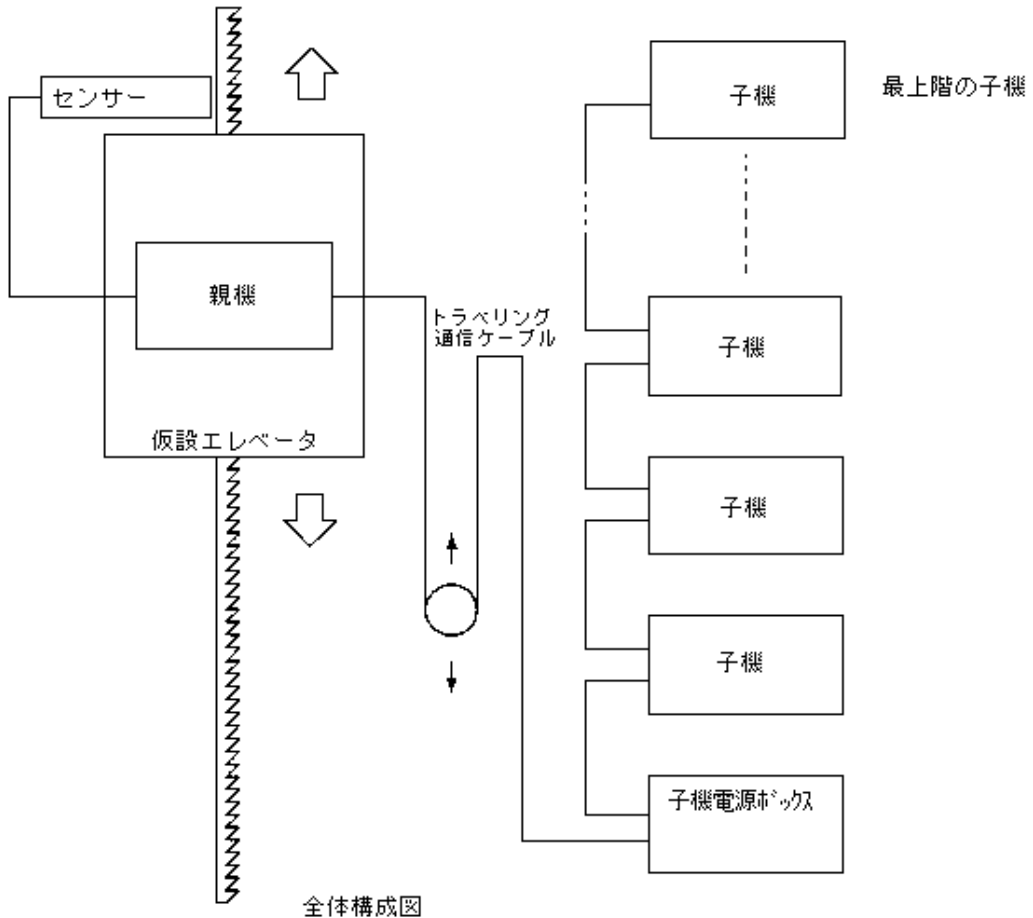 センサー
子機
最上階の子機
親機
トラベリング
通信ケーブル
子機
仮設エレベータ
子機
子機
子機電源ﾎﾞｯｸｽ
全体構成図